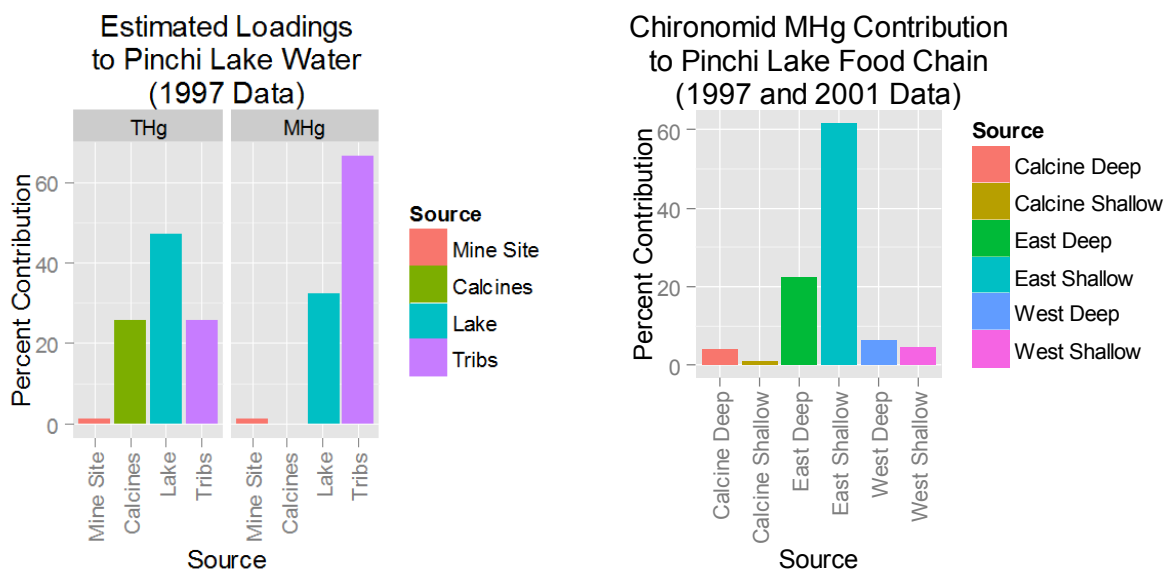 Estimated Loadings
to Pinchi Lake Water
(1997 Data)
THg
MHg
Percent Contribution
60
40
20
0
Mine Site
Calcines
Lake
Tribs
Mine Site
Calcines
Lake
Tribs
Source
Source
Mine Site
Calcines
Lake
Tribs
Chironomid MHg Contribution
to Pinchi Lake Food Chain
(1997 and 2001 Data)
Percent Contribution
60
40
20
0
Calcine Deep
Calcine Shallow
East Deep
East Shallow
West Deep
West Shallow
Source
Source
Calcine Deep
Calcine Shallow
East Deep
East Shallow
West Deep
West Shallow